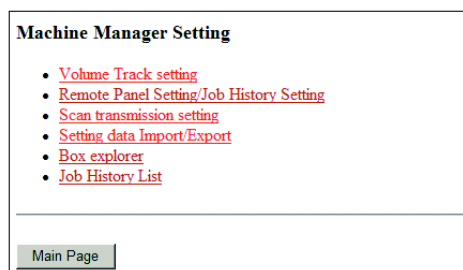 Machine Manager Setting
Volume Track setting
Remote Panel Setting/Job History Setting
Scan transmission setting
Setting data Import/Export
Box explorer
Job History List
Main Page